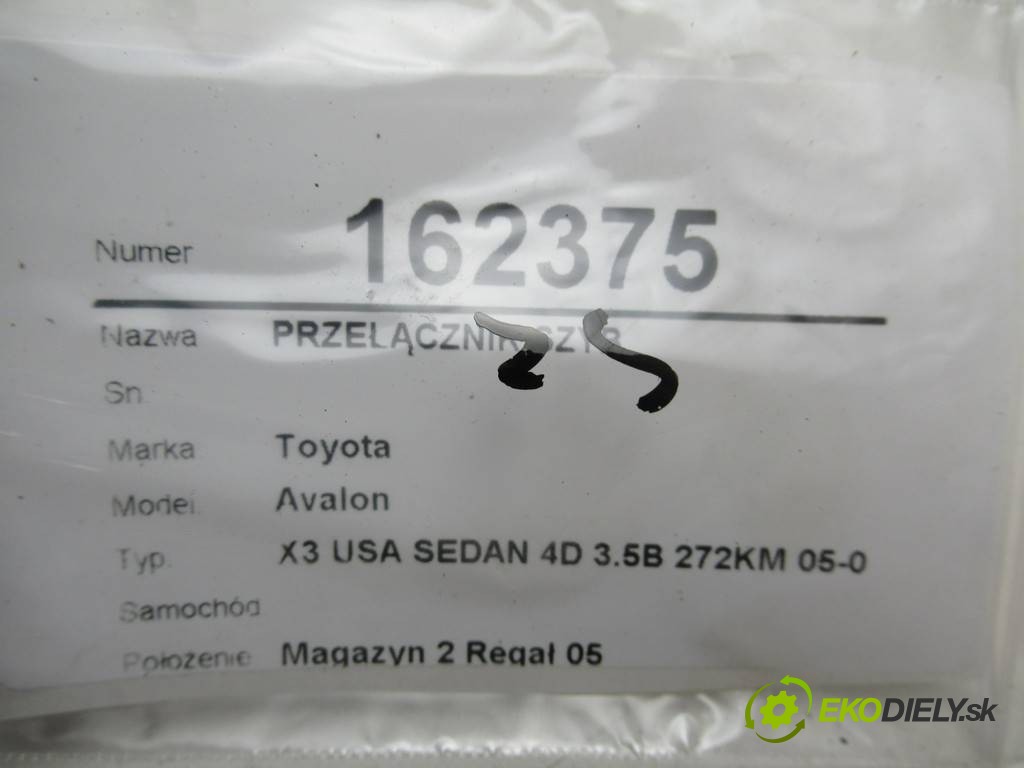 Numer 162375
Nazwa PRZEŁĄCZNIK SZYB
Sn
Marka Toyota
Model Avalon
Typ. X3 USA SEDAN 4D 3.5B 272KM 05-0
Samochód
Położenie Magazyn 2 Regał 05
EKODIELY.sk